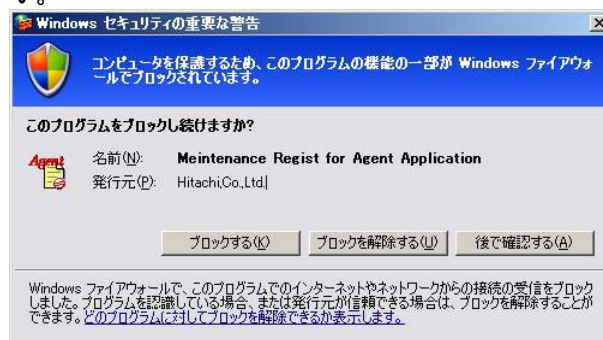 い。
Windows セキュリティの重要な警告
コンピュータを保護するため、このプログラムの機能の一部が Windows ファイアウォ
ールでブロックされています。
このプログラムをブロックし続けますか?
Agent
名前(N): Meintenance Regist for Agent Application
発行元(P): Hitachi,Co.,Ltd.
ブロックする(K) ブロックを解除する(U) 後で確認する(A)
Windows ファイアウォールで、このプログラムでのインターネットやネットワークからの接続の受信をブロック
しました。プログラムを認識している場合、または発行元が信頼できる場合は、ブロックを解除することが
できます。どのプログラムに対してブロックを解除できるか表示します。